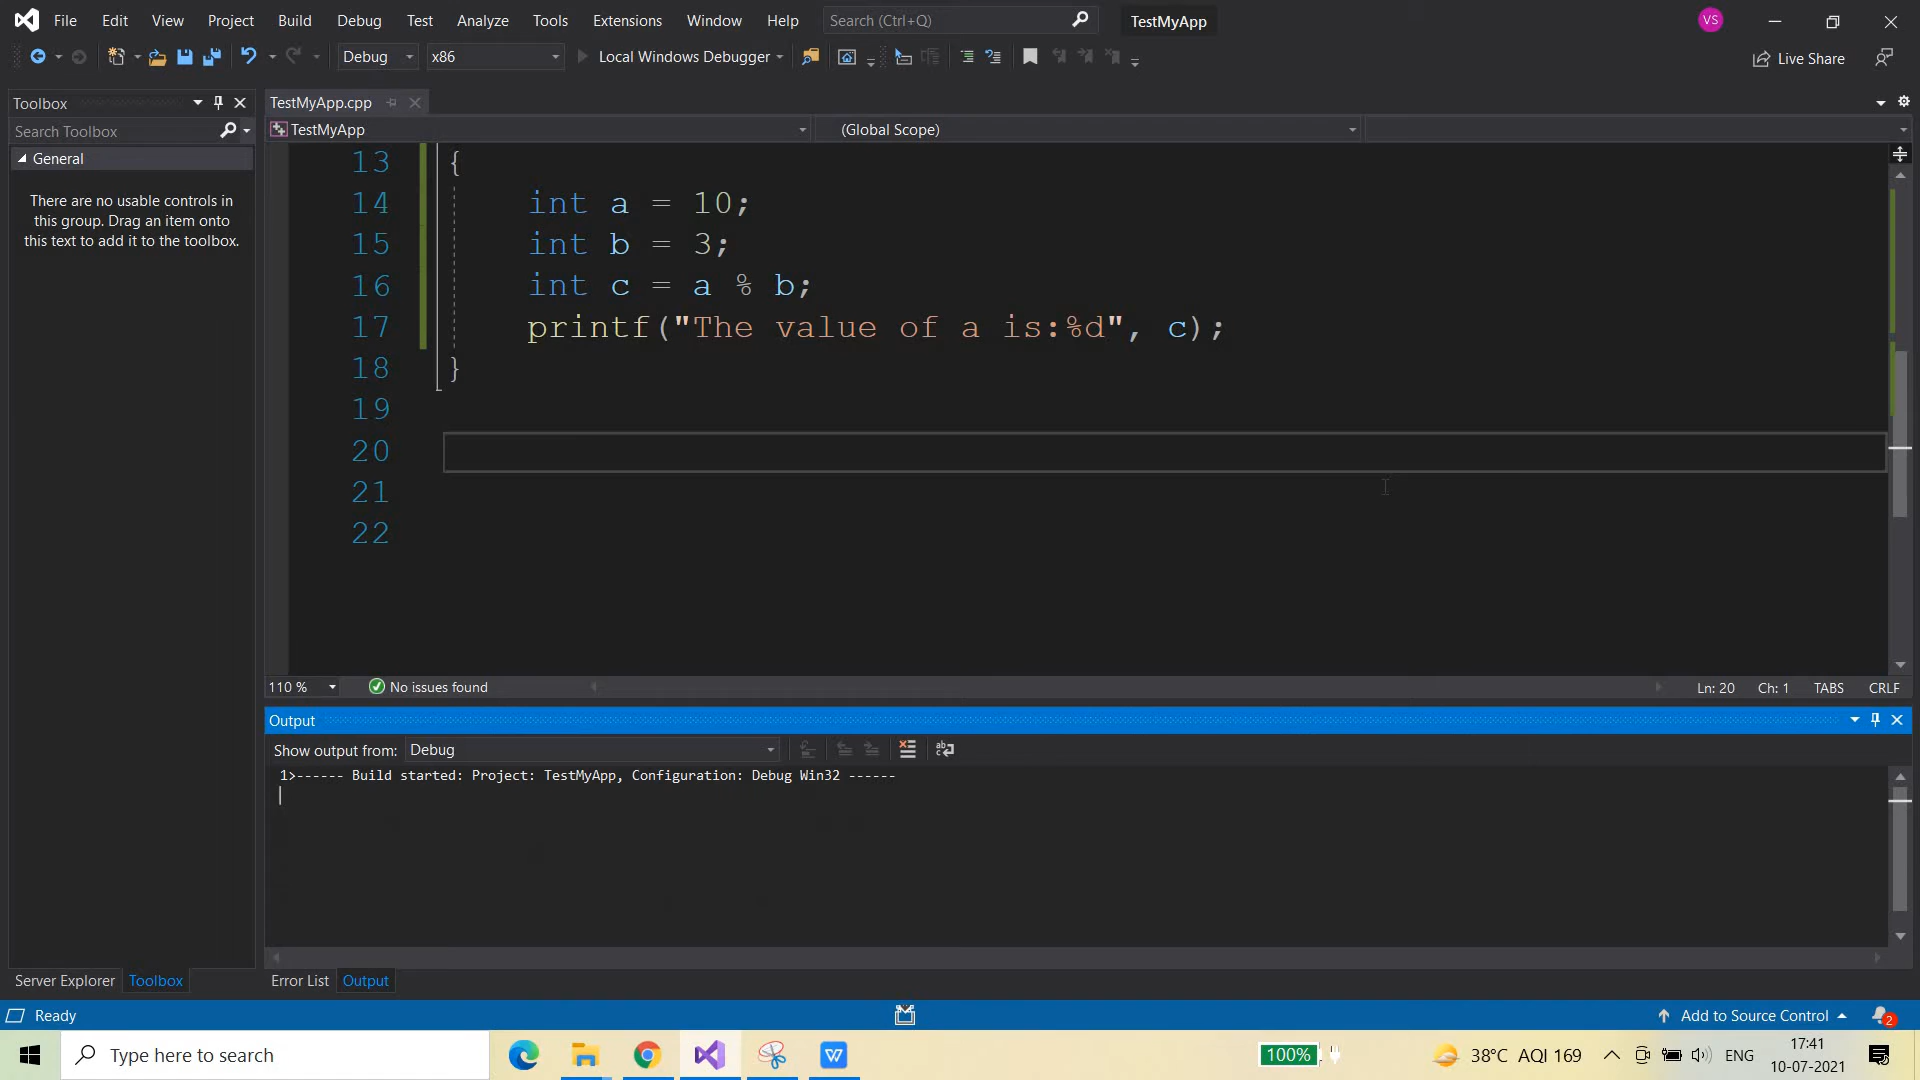 File Edit View Project Build Debug Test Analyze Tools Extensions Window Help Search (Ctrl+Q) TestMyApp VS
Debug x86 Local Windows Debugger Live Share
Toolbox
Search Toolbox
General
There are no usable controls in
this group. Drag an item onto
this text to add it to the toolbox.
Server Explorer Toolbox
TestMyApp.cpp
TestMyApp (Global Scope)
13 {
14 int a = 10;
15 int b = 3;
16 int c = a % b;
17 printf("The value of a is:%d", c);
18 }
19
20
21
22
110 % No issues found Ln: 20 Ch: 1 TABS CRLF
Output
Show output from: Debug
1>------ Build started: Project: TestMyApp, Configuration: Debug Win32 ------
Error List Output
Ready Add to Source Control 2
Type here to search W 100% 38°C AQI 169 ENG 17:41
10-07-2021